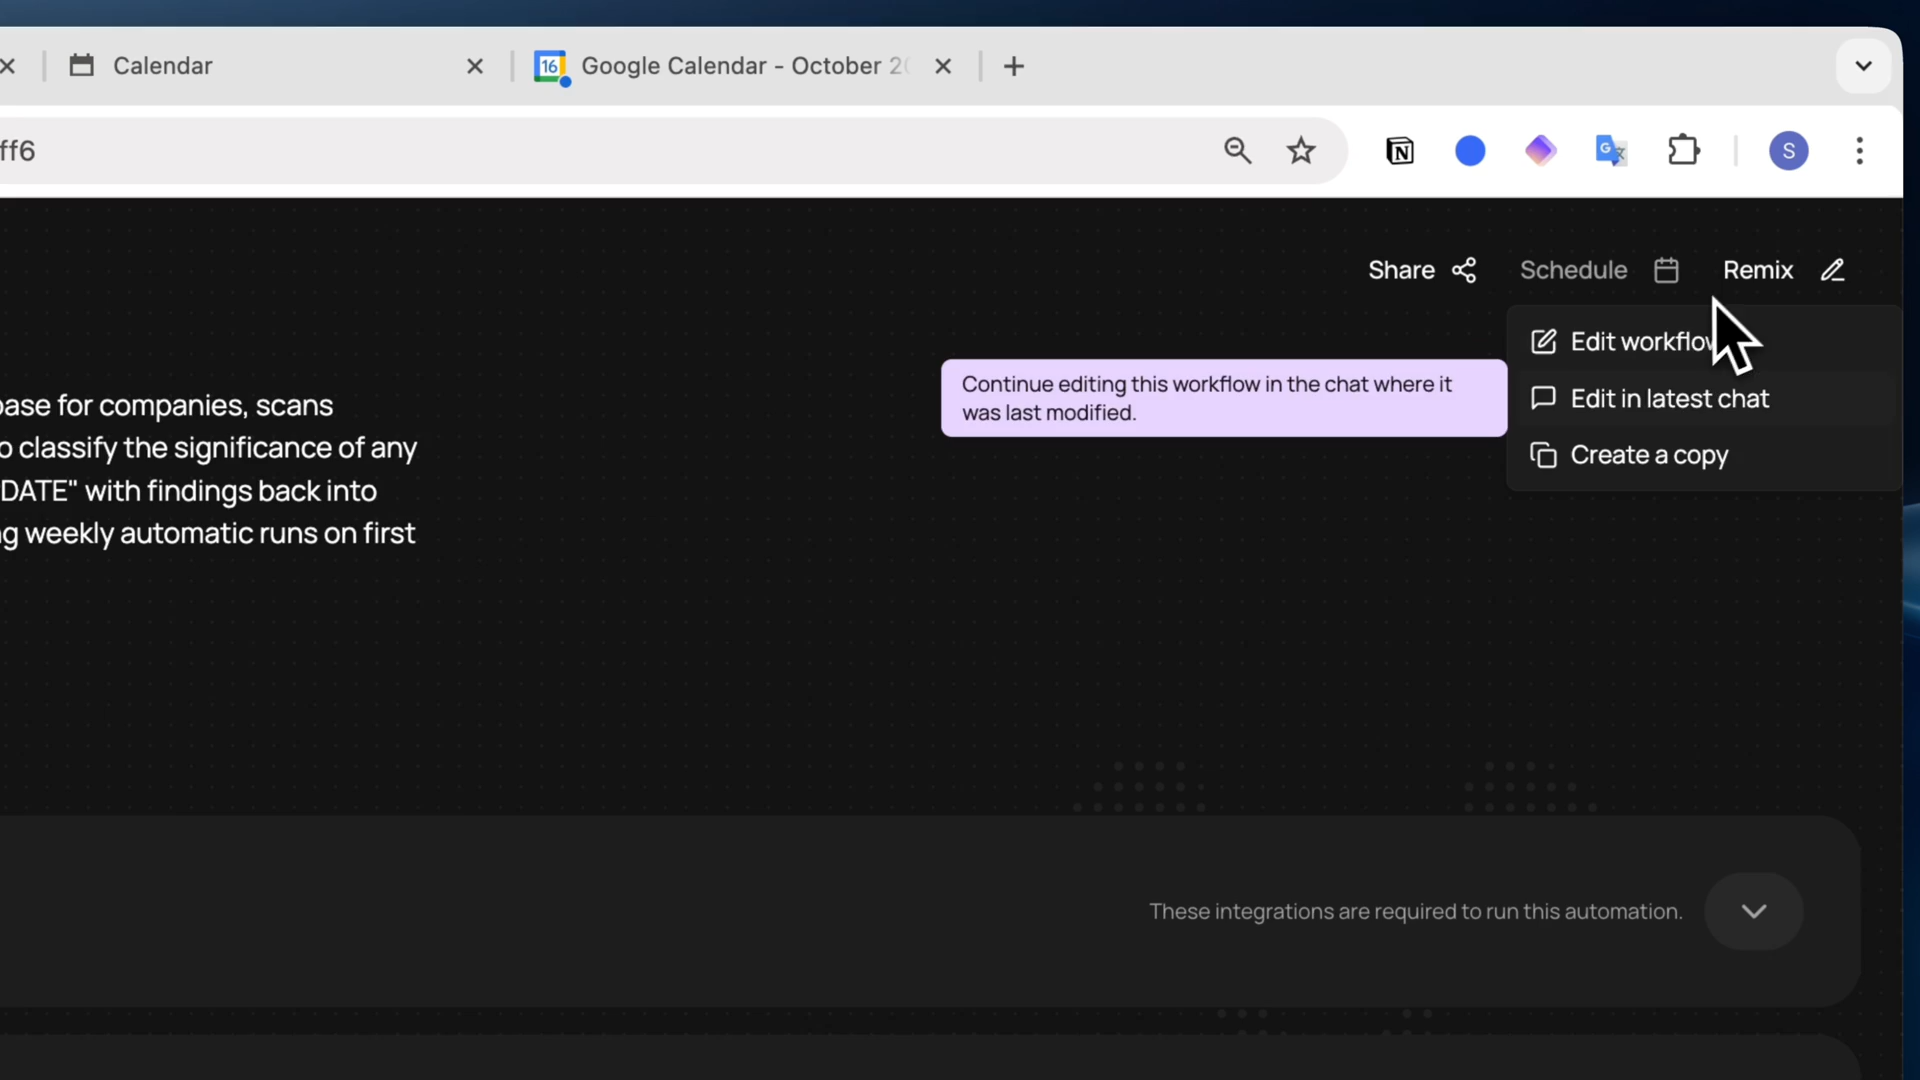 Calendar
Google Calendar - October 2
ff6
S
Share
Schedule
Remix
Edit workflow
Continue editing this workflow in the chat where it
was last modified.
Edit in latest chat
Create a copy
base for companies, scans
o classify the significance of any
DATE" with findings back into
g weekly automatic runs on first
These integrations are required to run this automation.